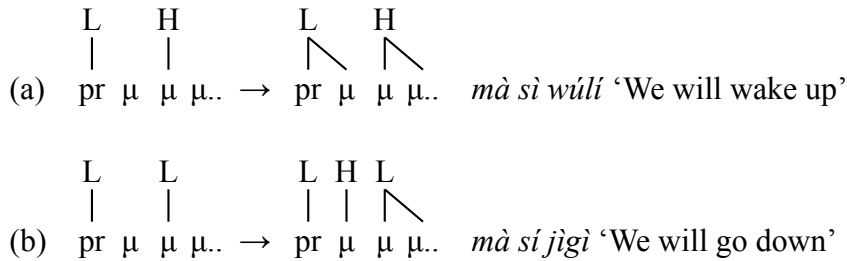 L H L H
(a) pr μ μ μ.. → pr μ μ μ.. mà sì wúlí ‘We will wake up’
L L L H L
(b) pr μ μ μ.. → pr μ μ μ.. mà sí jìgì ‘We will go down’